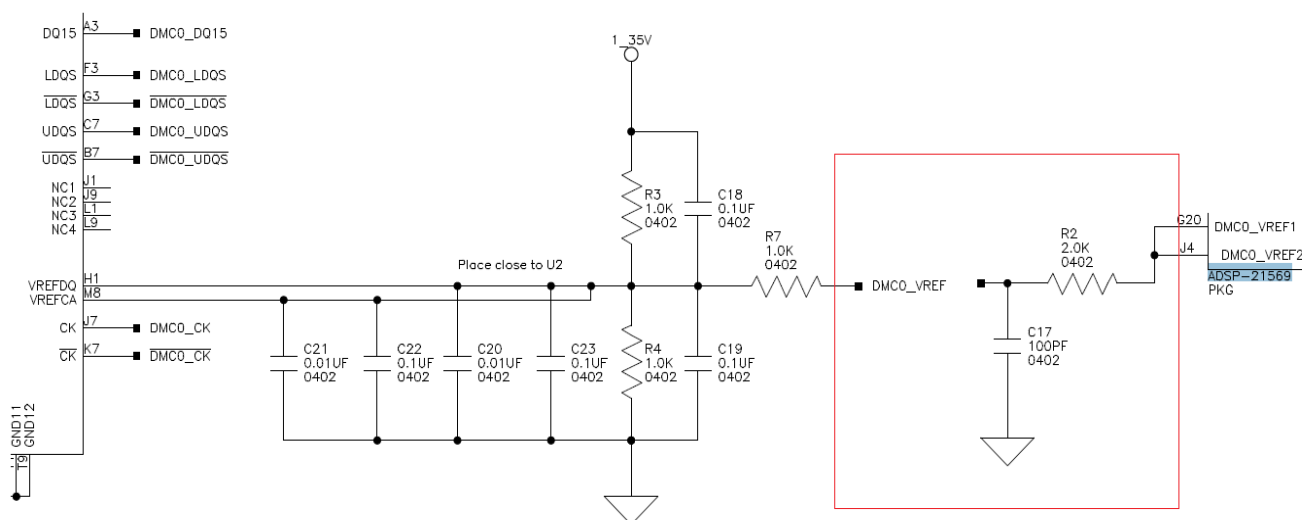 DQ15 A3 DMC0_DQ15
LDQS F3 DMC0_LDQS
LDQS G3 DMC0_LDQS
UDQS C7 DMC0_UDQS
UDQS B7 DMC0_UDQS
NC1 J1
NC2 J9
NC3 L1
NC4 L9
VREFDQ H1
VREFCA M8
CK J7 DMC0_CK
CK K7 DMC0_CK
GND11
GND12
T9
Place close to U2
1_35V
R3
1.0K
0402
C18
0.1UF
0402
C21
0.01UF
0402
C22
0.1UF
0402
C20
0.01UF
0402
C23
0.1UF
0402
R4
1.0K
0402
C19
0.1UF
0402
R7
1.0K
0402
DMC0_VREF
R2
2.0K
0402
C17
100PF
0402
G20 DMC0_VREF1
J4 DMC0_VREF2
ADSP-21569
PKG